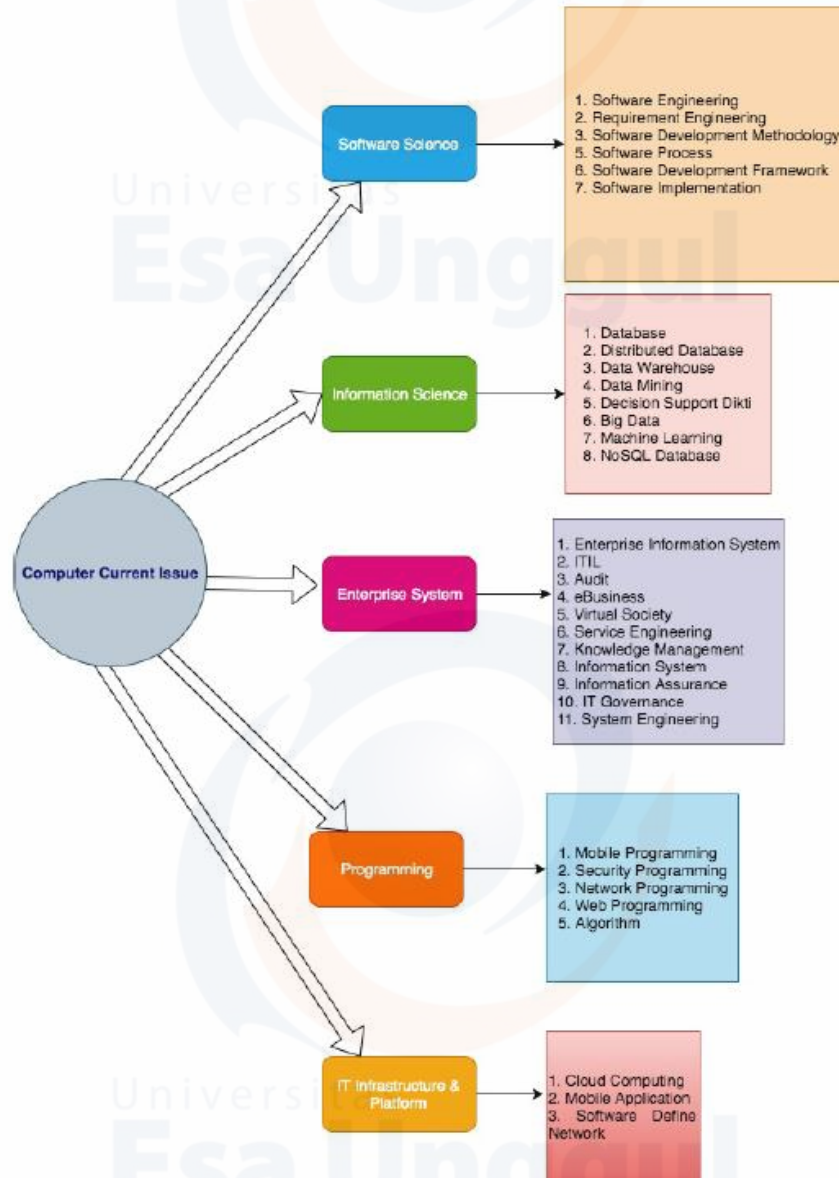 Software Science
1. Software Engineering
2. Requirement Engineering
3. Software Development Methodology
5. Software Process
6. Software Development Framework
7. Software Implementation
Universitas
Esa Unggul
Information Science
1. Database
2. Distributed Database
3. Data Warehouse
4. Data Mining
5. Decision Support Dikti
6. Big Data
7. Machine Learning
8. NoSQL Database
Computer Current Issue
Enterprise System
1. Enterprise Information System
2. ITIL
3. Audit
4. eBusiness
5. Virtual Society
6. Service Engineering
7. Knowledge Management
8. Information System
9. Information Assurance
10. IT Governance
11. System Engineering
Programming
1. Mobile Programming
2. Security Programming
3. Network Programming
4. Web Programming
5. Algorithm
IT Infrastructure &
Platform
1. Cloud Computing
2. Mobile Application
3. Software Define
Network
Universitas
Esa Unggul